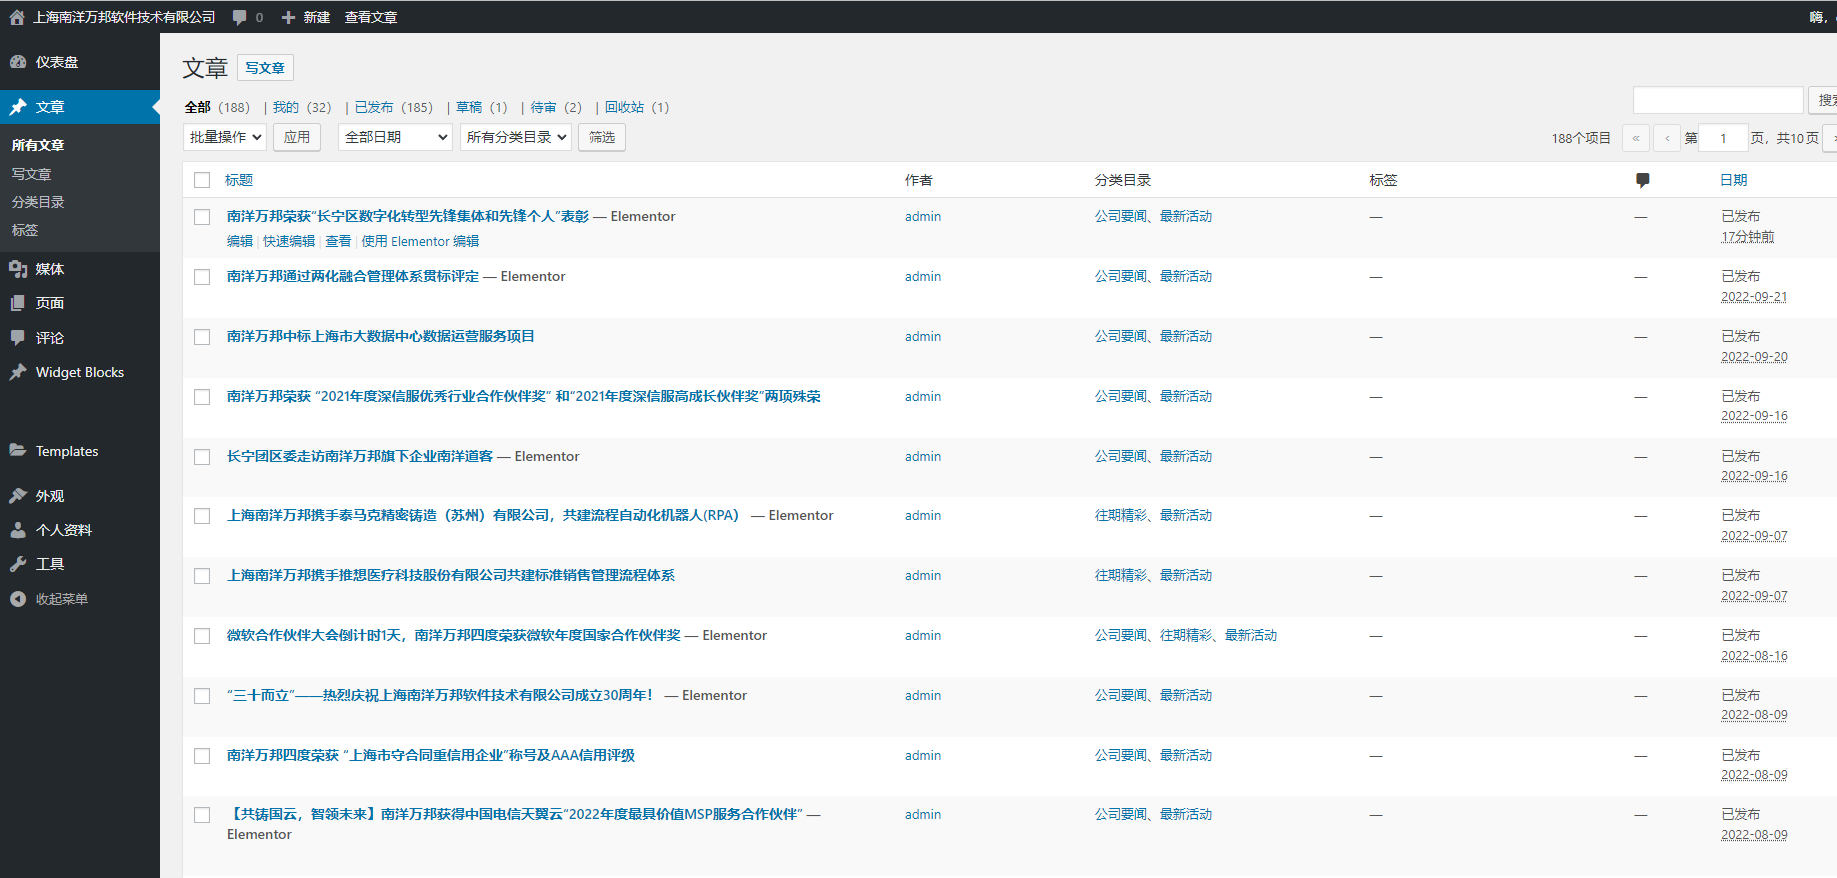 上海南洋万邦软件技术有限公司 0 新建 查看文章 嗨，
仪表盘
文章
所有文章
写文章
分类目录
标签
媒体
页面
评论
Widget Blocks
Templates
外观
个人资料
工具
收起菜单
文章 写文章
全部（188） | 我的（32） | 已发布（185） | 草稿（1） | 待审（2） | 回收站（1）
批量操作 应用 全部日期 所有分类目录 筛选
188个项目 « ‹ 第 1 页，共10页
标题 作者 分类目录 标签 日期
南洋万邦荣获“长宁区数字化转型先锋集体和先锋个人”表彰 — Elementor admin 公司要闻、最新活动 — — 已发布
编辑 | 快速编辑 | 查看 | 使用 Elementor 编辑 17分钟前
南洋万邦通过两化融合管理体系贯标评定 — Elementor admin 公司要闻、最新活动 — — 已发布
2022-09-21
南洋万邦中标上海市大数据中心数据运营服务项目 admin 公司要闻、最新活动 — — 已发布
2022-09-20
南洋万邦荣获 “2021年度深信服优秀行业合作伙伴奖” 和“2021年度深信服高成长伙伴奖”两项殊荣 admin 公司要闻、最新活动 — — 已发布
2022-09-16
长宁团区委走访南洋万邦旗下企业南洋道客 — Elementor admin 公司要闻、最新活动 — — 已发布
2022-09-16
上海南洋万邦携手泰马克精密铸造（苏州）有限公司，共建流程自动化机器人(RPA） — Elementor admin 往期精彩、最新活动 — — 已发布
2022-09-07
上海南洋万邦携手推想医疗科技股份有限公司共建标准销售管理流程体系 admin 往期精彩、最新活动 — — 已发布
2022-09-07
微软合作伙伴大会倒计时1天，南洋万邦四度荣获微软年度国家合作伙伴奖 — Elementor admin 公司要闻、往期精彩、最新活动 — — 已发布
2022-08-16
“三十而立”——热烈庆祝上海南洋万邦软件技术有限公司成立30周年！ — Elementor admin 公司要闻、最新活动 — — 已发布
2022-08-09
南洋万邦四度荣获 “上海市守合同重信用企业”称号及AAA信用评级 admin 公司要闻、最新活动 — — 已发布
2022-08-09
【共铸国云，智领未来】南洋万邦获得中国电信天翼云“2022年度最具价值MSP服务合作伙伴” — admin 公司要闻、最新活动 — — 已发布
Elementor 2022-08-09